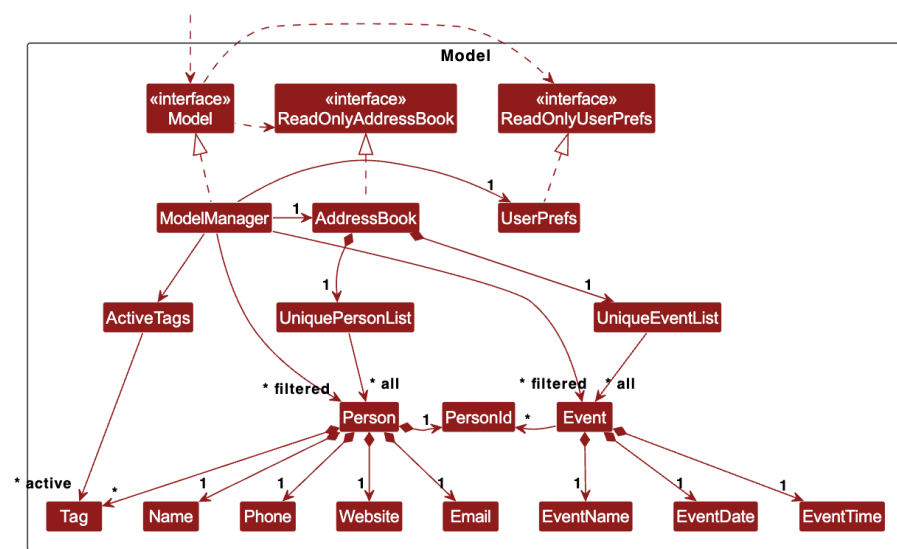 Model
«interface»
Model
«interface»
ReadOnlyAddressBook
«interface»
ReadOnlyUserPrefs
1
ModelManager
1
AddressBook
UserPrefs
1
1
ActiveTags
UniquePersonList
UniqueEventList
* filtered
* all
* filtered
* all
Person
1
PersonId
*
Event
* active
*
1
1
1
1
1
1
1
Tag
Name
Phone
Website
Email
EventName
EventDate
EventTime